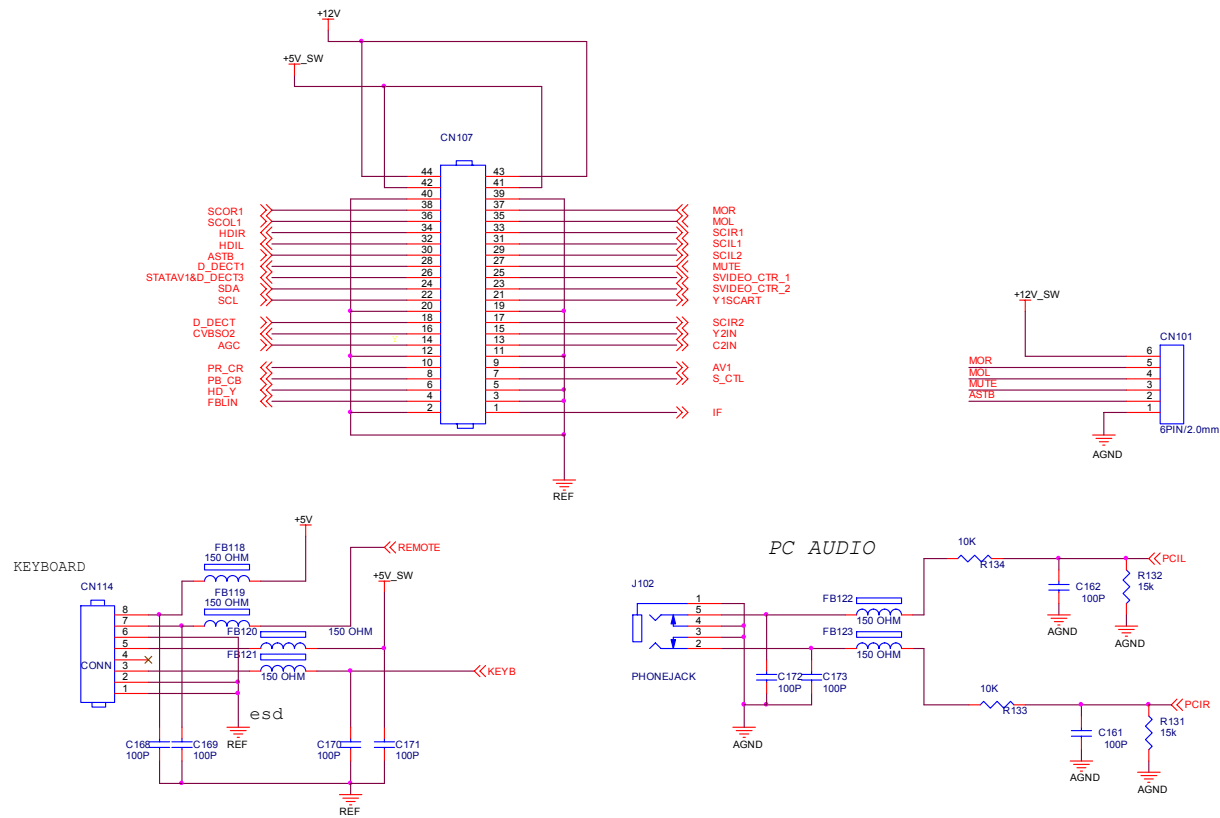 +12V
+5V_SW
CN107
44 43
42 41
40 39
SCOR1 38 37 MOR
SCOL1 36 35 MOL
HDIR 34 33 SCIR1
HDIL 32 31 SCIL1
ASTB 30 29 SCIL2
D_DECT1 28 27 MUTE
STATAV1&D_DECT3 26 25 SVIDEO_CTR_1
SDA 24 23 SVIDEO_CTR_2
SCL 22 21 Y1SCART
20 19
D_DECT 18 17 SCIR2
CVBSO2 16 15 Y2IN
Y
AGC 14 13 C2IN
12 11
PR_CR 10 9 AV1
PB_CB 8 7 S_CTL
HD_Y 6 5
FBLIN 4 3
2 1 IF
REF
+12V_SW
CN101
6
MOR 5
MOL 4
MUTE 3
ASTB 2
1
6PIN/2.0mm
AGND
KEYBOARD
CN114
CONN
8
7
6
5
4
3
2
1
+5V
FB118
150 OHM
REMOTE
FB119
150 OHM
+5V_SW
FB120
150 OHM
FB121
150 OHM
KEYB
esd
REF
C168
100P
C169
100P
C170
100P
C171
100P
REF
PC AUDIO
J102
PHONEJACK
1
5
4
3
2
FB122
150 OHM
FB123
150 OHM
C172
100P
C173
100P
AGND
10K
R134
PCIL
C162
100P
R132
15k
AGND
AGND
10K
R133
PCIR
C161
100P
R131
15k
AGND
AGND